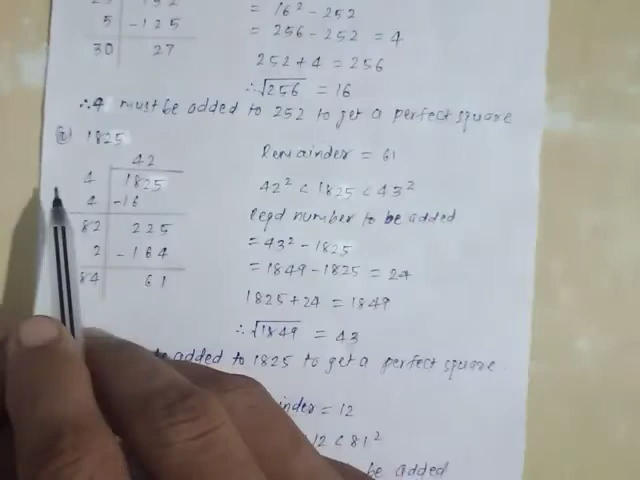 = 16² - 252
5 -125
= 256 - 252 = 4
30 27
252 + 4 = 256
∴ √256 = 16
∴ 4 must be added to 252 to get a perfect square
1825
42
Remainder = 61
4 1825
42² < 1825 < 43²
4 -16
Reqd number to be added
82 225
= 43² - 1825
2 -164
= 1849 - 1825 = 24
84 61
1825 + 24 = 1849
∴ √1849 = 43
be added to 1825 to get a perfect square.
inder = 12
12 < 81²
be added